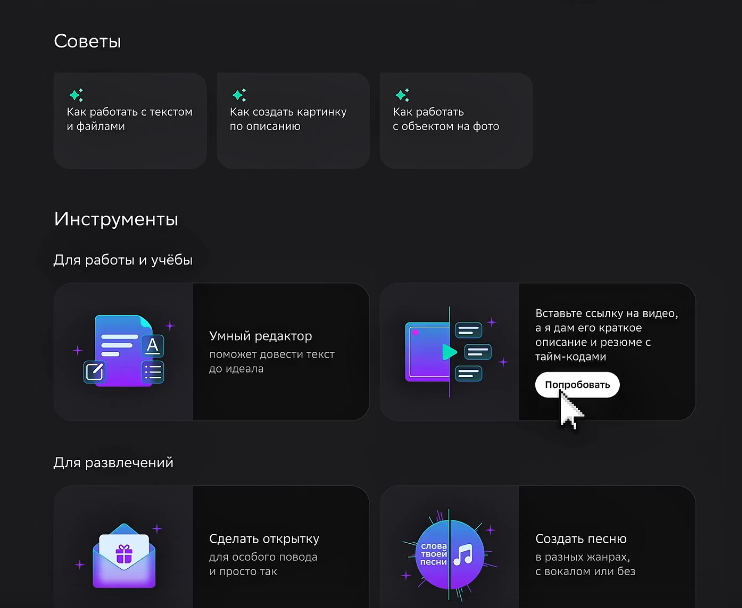 Советы
Как работать с текстом
и файлами
Как создать картинку
по описанию
Как работать
с объектом на фото
Инструменты
Для работы и учёбы
A
Умный редактор
поможет довести текст
до идеала
Вставьте ссылку на видео,
а я дам его краткое
описание и резюме с
тайм-кодами
Попробовать
Для развлечений
Сделать открытку
для особого повода
и просто так
слова
твоей
песни
Создать песню
в разных жанрах,
с вокалом или без